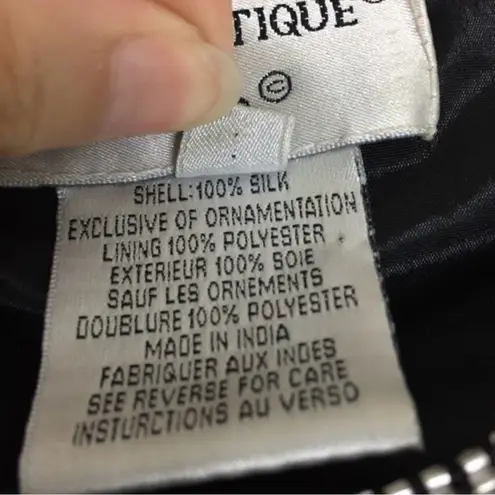 TIQUE©
©
SHELL:100% SILK
EXCLUSIVE OF ORNAMENTATION
LINING 100% POLYESTER
EXTERIEUR 100% SOIE
SAUF LES ORNEMENTS
DOUBLURE 100% POLYESTER
MADE IN INDIA
FABRIQUER AUX INDES
SEE REVERSE FOR CARE
INSTURCTIONS AU VERSO